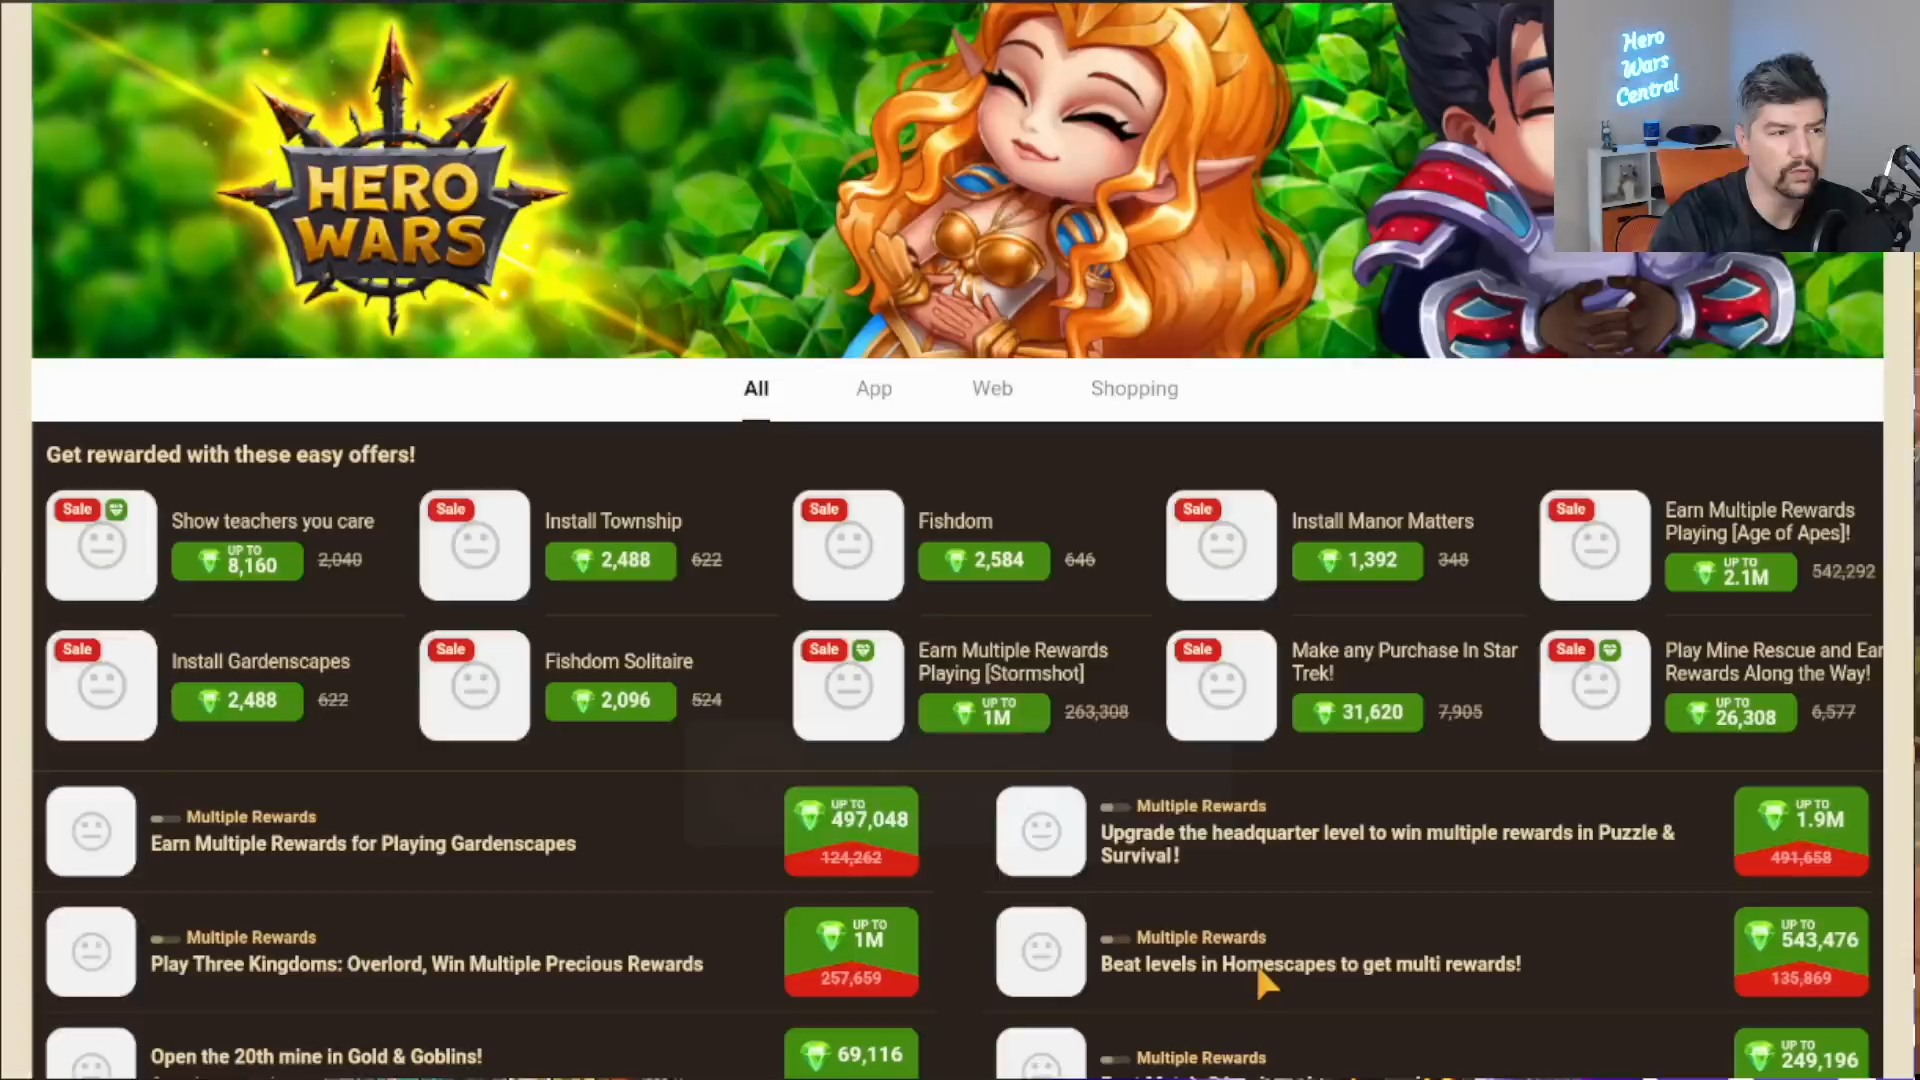 Hero
Wars
Central
HERO
WARS
All
App
Web
Shopping
Get rewarded with these easy offers!
Sale
Show teachers you care
UP TO
8,160
2,040
Sale
Install Township
2,488
622
Sale
Fishdom
2,584
646
Sale
Install Manor Matters
1,392
348
Sale
Earn Multiple Rewards
Playing [Age of Apes]!
UP TO
2.1M
542,292
Sale
Install Gardenscapes
2,488
622
Sale
Fishdom Solitaire
2,096
524
Sale
Earn Multiple Rewards
Playing [Stormshot]
UP TO
1M
263,308
Sale
Make any Purchase In Star
Trek!
31,620
7,905
Sale
Play Mine Rescue and Ear
Rewards Along the Way!
UP TO
26,308
6,577
Multiple Rewards
Earn Multiple Rewards for Playing Gardenscapes
UP TO
497,048
124,262
Multiple Rewards
Upgrade the headquarter level to win multiple rewards in Puzzle &
Survival!
UP TO
1.9M
491,658
Multiple Rewards
Play Three Kingdoms: Overlord, Win Multiple Precious Rewards
UP TO
1M
257,659
Multiple Rewards
Beat levels in Homescapes to get multi rewards!
UP TO
543,476
135,869
Open the 20th mine in Gold & Goblins!
69,116
Multiple Rewards
UP TO
249,196